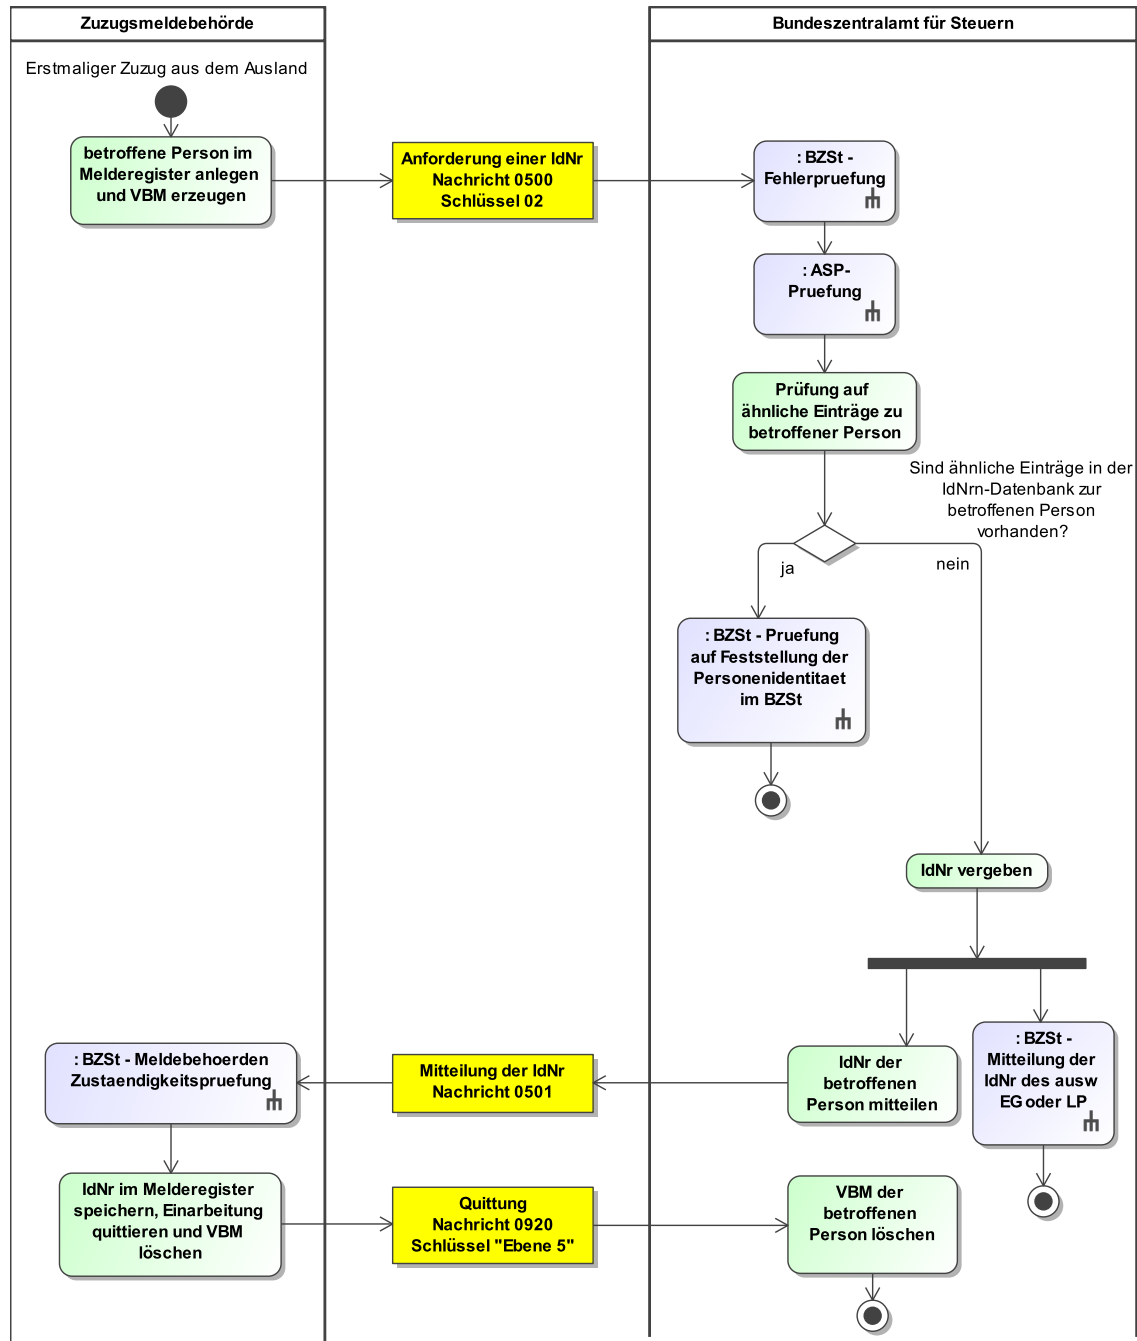 Zuzugsmeldebehörde
Bundeszentralamt für Steuern
Erstmaliger Zuzug aus dem Ausland
betroffene Person im
Melderegister anlegen
und VBM erzeugen
Anforderung einer IdNr
Nachricht 0500
Schlüssel 02
: BZSt -
Fehlerpruefung
: ASP-
Pruefung
Prüfung auf
ähnliche Einträge zu
betroffener Person
Sind ähnliche Einträge in der
IdNrn-Datenbank zur
betroffenen Person
vorhanden?
ja
nein
: BZSt - Pruefung
auf Feststellung der
Personenidentitaet
im BZSt
IdNr vergeben
: BZSt - Meldebehoerden
Zustaendigkeitspruefung
Mitteilung der IdNr
Nachricht 0501
IdNr der
betroffenen
Person mitteilen
: BZSt -
Mitteilung der
IdNr des ausw
EG oder LP
IdNr im Melderegister
speichern, Einarbeitung
quittieren und VBM
löschen
Quittung
Nachricht 0920
Schlüssel "Ebene 5"
VBM der
betroffenen
Person löschen